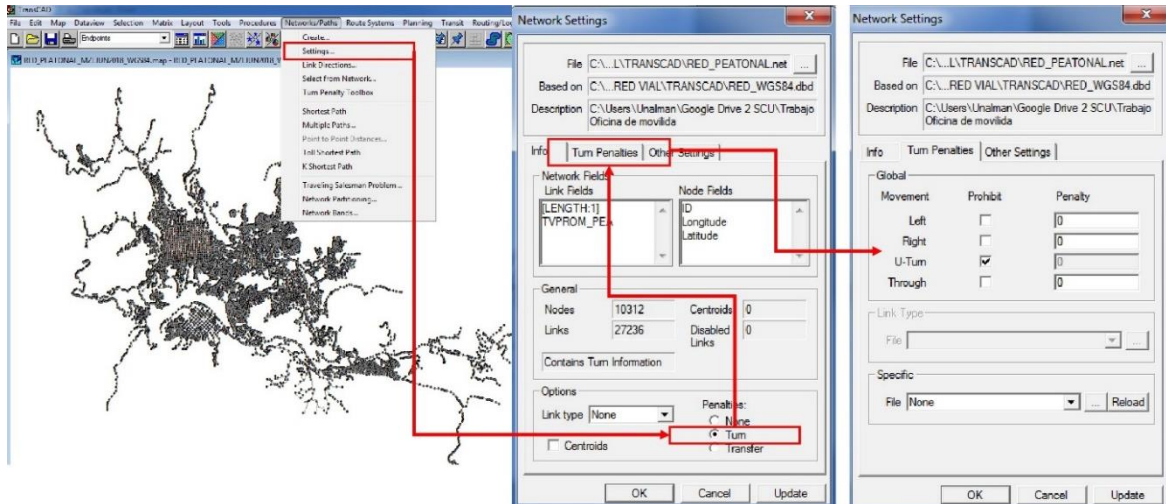 TransCAD
File Edit Map Dataview Selection Matrix Layout Tools Procedures Networks/Paths Route Systems Planning Transit
Endpoints
Create...
Settings...
Link Directions...
Select from Network...
Turn Penalty Toolbox
Shortest Path
Multiple Paths...
Point to Point Distances...
Toll Shortest Path
K Shortest Path
Traveling Salesman Problem...
Network Partitioning...
Network Bands...
Network Settings
File C:\...L\TRANSCAD\RED_PEATONAL.net ...
Based on C:\...RED VIAL\TRANSCAD\RED_WGS84.dbd
Description C:\Users\Unalman\Google Drive 2 SCU\Trabajo
Oficina de movilida
Info Turn Penalties Other Settings
Network Fields
Link Fields Node Fields
[LENGTH:1] ID
TVPROM_PEA Longitude
Latitude
General
Nodes 10312 Centroids 0
Links 27236 Disabled Links 0
Contains Turn Information
Options
Link type None Penalties:
None
Turn
Centroids Transfer
OK Cancel Update
Network Settings
File C:\...L\TRANSCAD\RED_PEATONAL.net ...
Based on C:\...RED VIAL\TRANSCAD\RED_WGS84.dbd
Description C:\Users\Unalman\Google Drive 2 SCU\Trabajo
Oficina de movilida
Info Turn Penalties Other Settings
Global
Movement Prohibit Penalty
Left 0
Right 0
U-Turn 0
Through 0
Link Type
File ...
Specific
File None ... Reload
OK Cancel Update